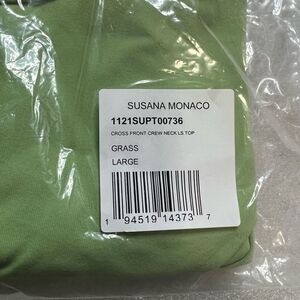 SUSANA MONACO
1121SUPT00736
CROSS FRONT CREW NECK LS TOP
GRASS
LARGE
1 94519 14373 7